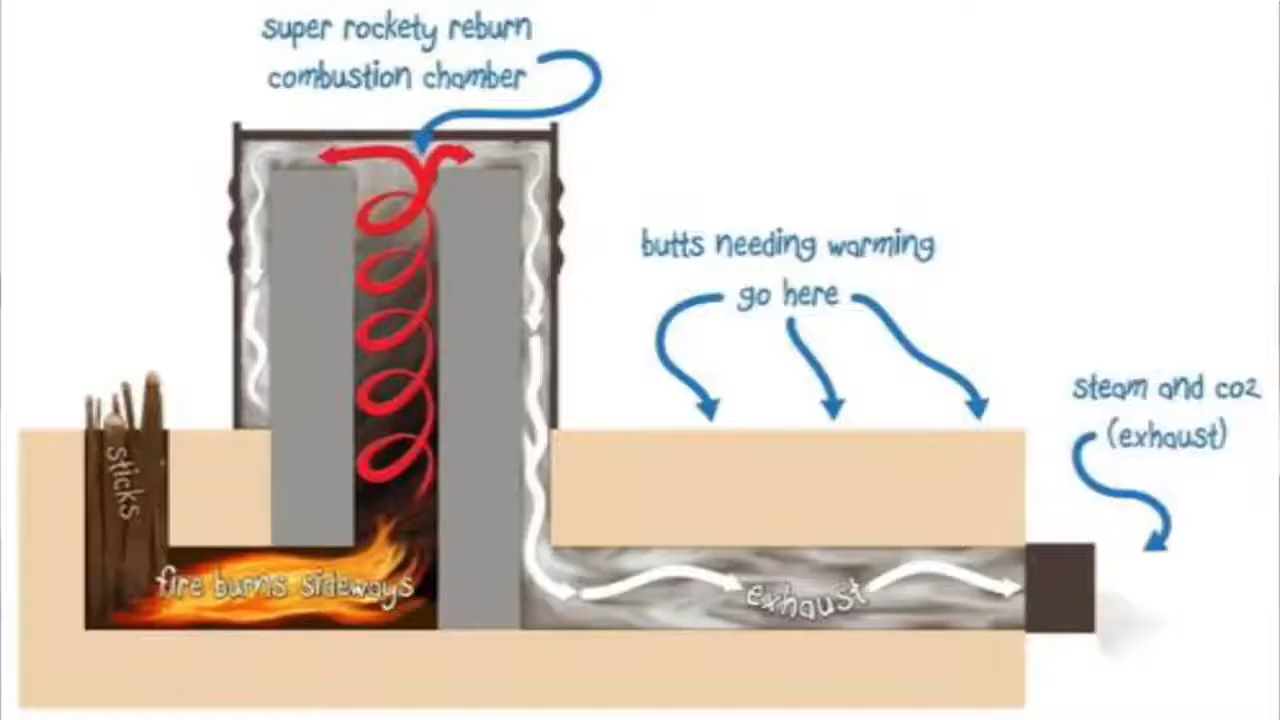 super rockety reburn
combustion chamber
butts needing warming
go here
steam and co2
(exhaust)
sticks
fire burns sideways
exhaust